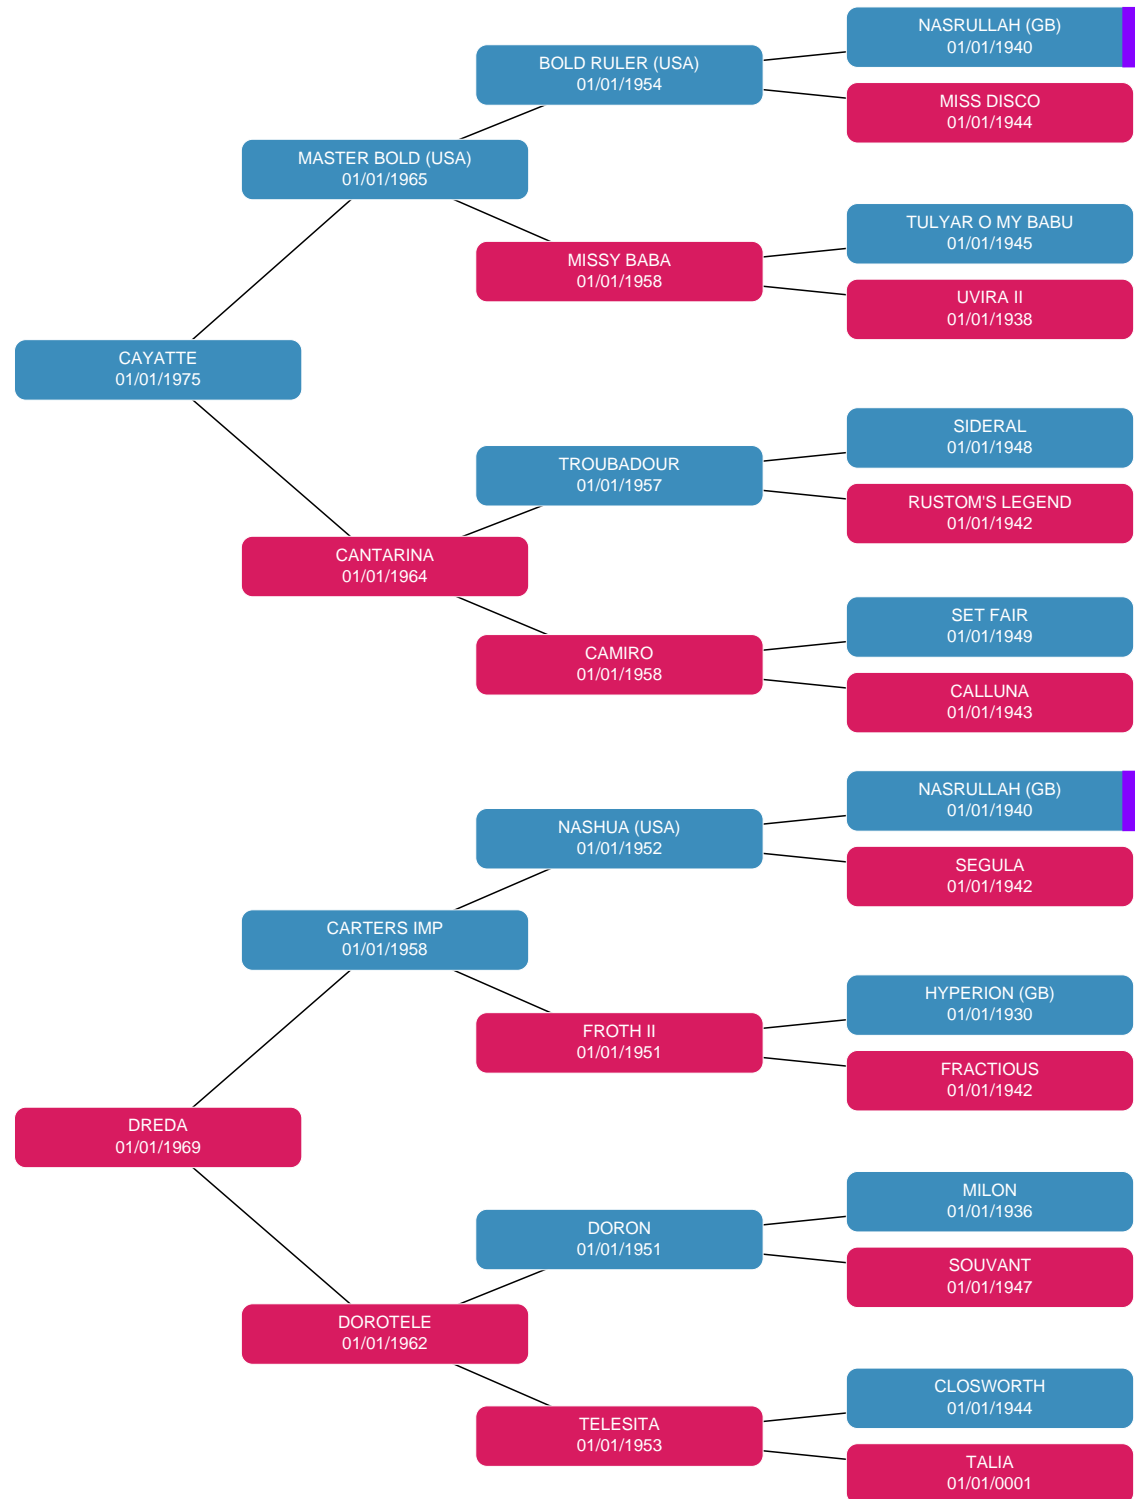 NASRULLAH (GB)
01/01/1940
BOLD RULER (USA)
01/01/1954
MISS DISCO
01/01/1944
MASTER BOLD (USA)
01/01/1965
TULYAR O MY BABU
01/01/1945
MISSY BABA
01/01/1958
UVIRA II
01/01/1938
CAYATTE
01/01/1975
SIDERAL
01/01/1948
TROUBADOUR
01/01/1957
RUSTOM'S LEGEND
01/01/1942
CANTARINA
01/01/1964
SET FAIR
01/01/1949
CAMIRO
01/01/1958
CALLUNA
01/01/1943
NASRULLAH (GB)
01/01/1940
NASHUA (USA)
01/01/1952
SEGULA
01/01/1942
CARTERS IMP
01/01/1958
HYPERION (GB)
01/01/1930
FROTH II
01/01/1951
FRACTIOUS
01/01/1942
DREDA
01/01/1969
MILON
01/01/1936
DORON
01/01/1951
SOUVANT
01/01/1947
DOROTELE
01/01/1962
CLOSWORTH
01/01/1944
TELESITA
01/01/1953
TALIA
01/01/0001